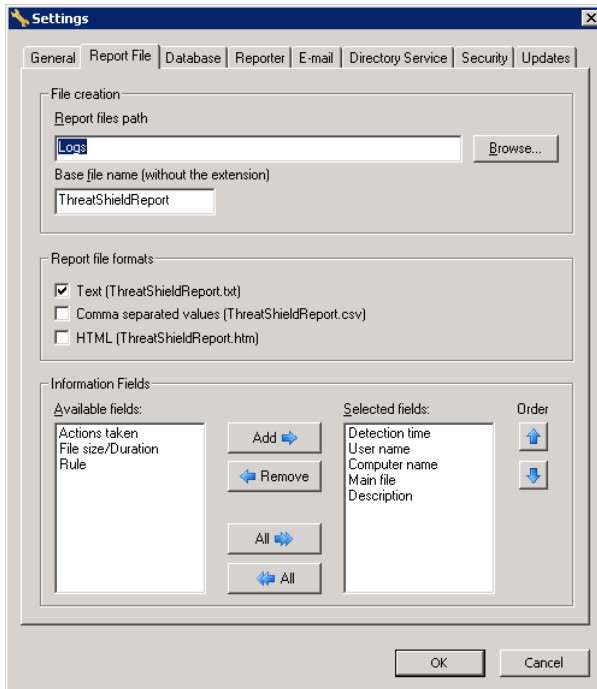 Settings
General Report File Database Reporter E-mail Directory Service Security Updates
File creation
Report files path
Logs
Browse...
Base file name (without the extension)
ThreatShieldReport
Report file formats
Text (ThreatShieldReport.txt)
Comma separated values (ThreatShieldReport.csv)
HTML (ThreatShieldReport.htm)
Information Fields
Available fields:
Actions taken
File size/Duration
Rule
Add
Remove
All
All
Selected fields:
Detection time
User name
Computer name
Main file
Description
Order
OK
Cancel